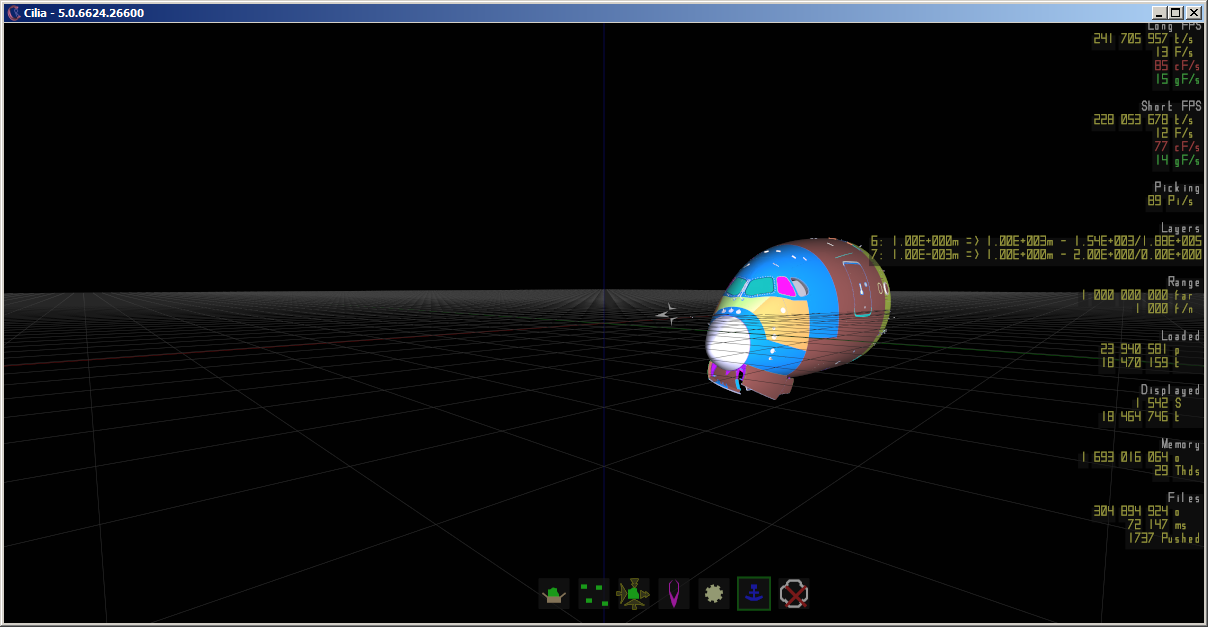 Cilia - 5.0.6624.26600
Long FPS
241 705 957 t/s
13 F/s
85 cF/s
15 gF/s
Short FPS
228 053 678 t/s
12 F/s
77 cF/s
14 gF/s
Picking
89 Pi/s
Layers
6: 1.00E+000m => 1.00E+003m - 1.54E+003/1.88E+005
7: 1.00E-003m => 1.00E+000m - 2.00E+000/0.00E+000
Range
1 000 000 000 far
1 000 f/n
Loaded
23 940 581 p
18 470 159 t
Displayed
1 542 S
18 464 746 t
Memory
1 693 016 064 o
29 Thds
Files
304 894 924 o
72 147 ms
1737 Pushed